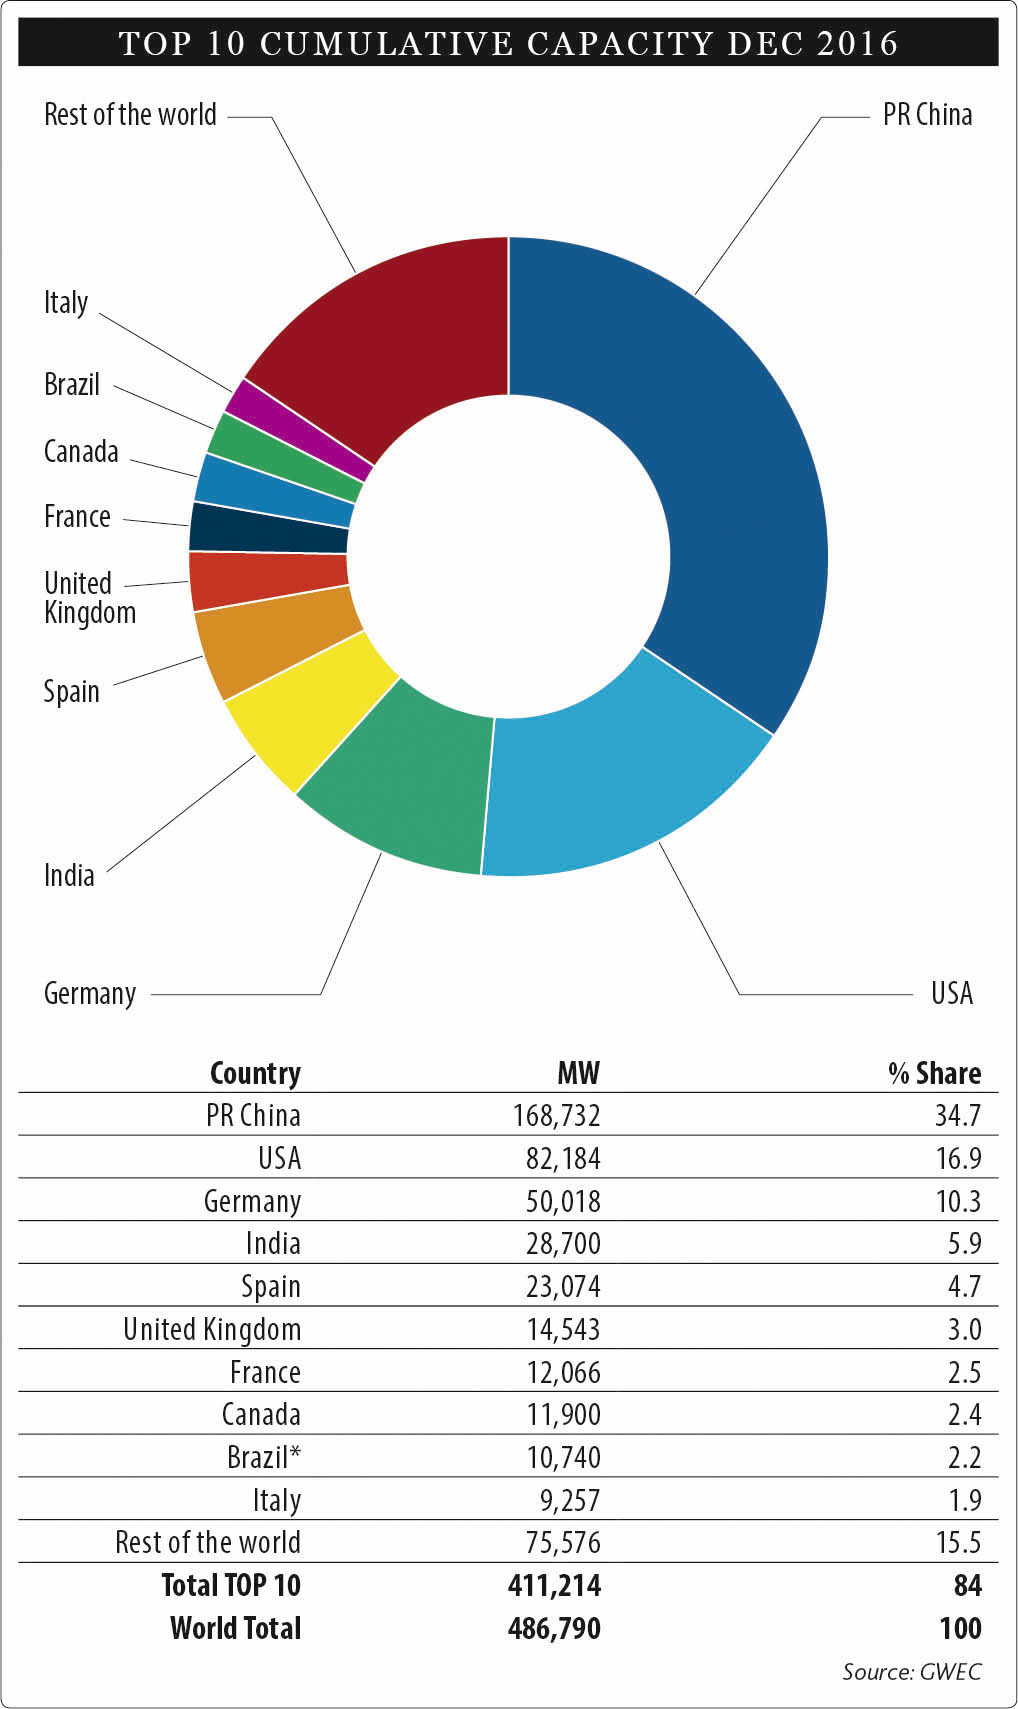 TOP 10 CUMULATIVE CAPACITY DEC 2016
Rest of the world
PR China
Italy
Brazil
Canada
France
United
Kingdom
Spain
India
Germany
USA
Country MW % Share
PR China 168,732 34.7
USA 82,184 16.9
Germany 50,018 10.3
India 28,700 5.9
Spain 23,074 4.7
United Kingdom 14,543 3.0
France 12,066 2.5
Canada 11,900 2.4
Brazil* 10,740 2.2
Italy 9,257 1.9
Rest of the world 75,576 15.5
Total TOP 10 411,214 84
World Total 486,790 100
Source: GWEC